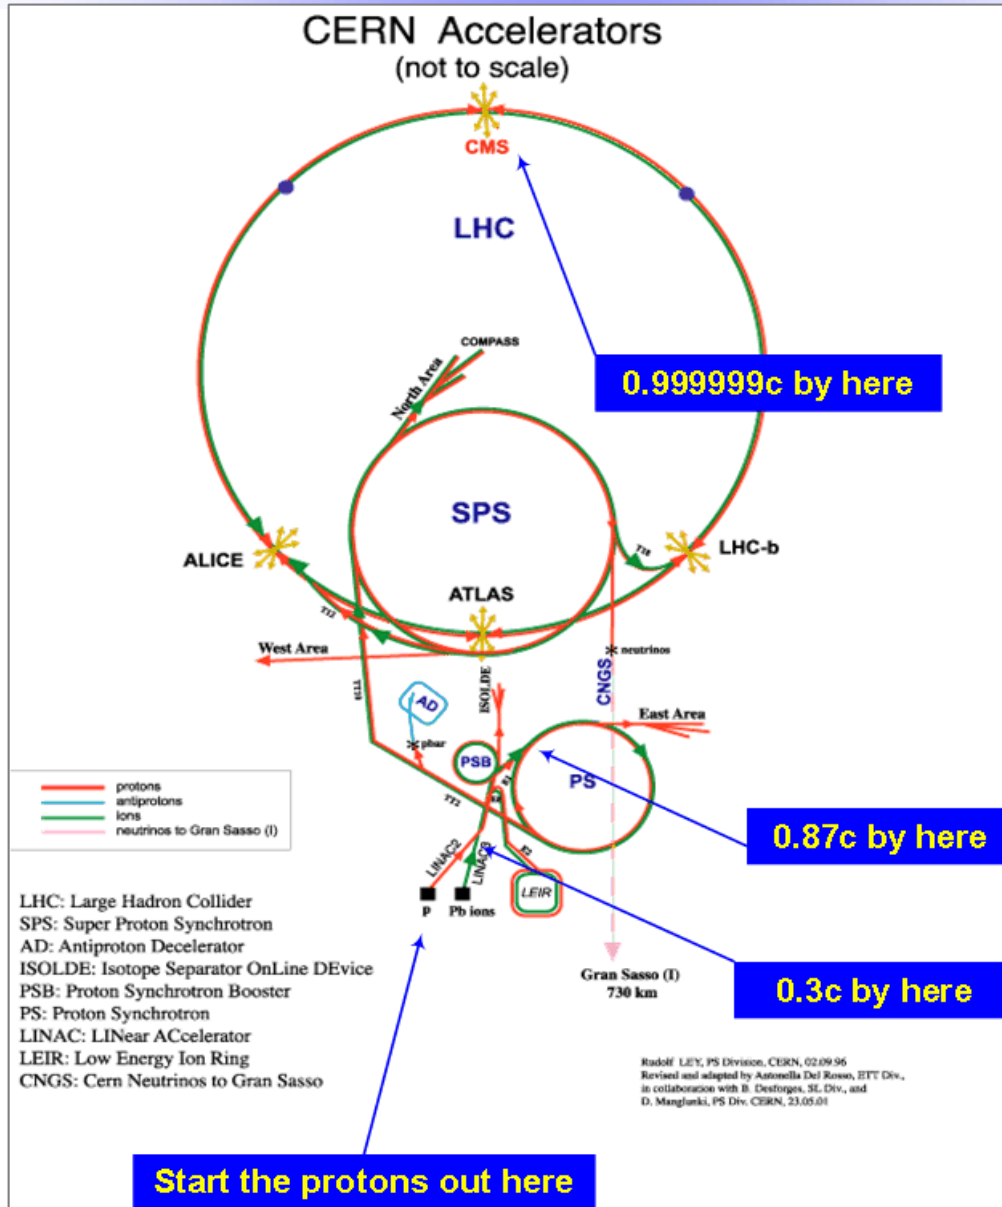 CERN Accelerators
(not to scale)
CMS
LHC
COMPASS
North Area
0.999999c by here
SPS
ALICE
TI8
LHC-b
ATLAS
TI2
West Area
neutrinos
CNGS
ISOLDE
TT10
AD
East Area
pbar
PSB
PS
protons
antiprotons
ions
neutrinos to Gran Sasso (I)
TT2
0.87c by here
LINAC2
LINAC3
E2
LEIR
p
Pb ions
LHC: Large Hadron Collider
SPS: Super Proton Synchrotron
AD: Antiproton Decelerator
ISOLDE: Isotope Separator OnLine DEvice
PSB: Proton Synchrotron Booster
PS: Proton Synchrotron
LINAC: LINear ACcelerator
LEIR: Low Energy Ion Ring
CNGS: Cern Neutrinos to Gran Sasso
Gran Sasso (I)
730 km
0.3c by here
Rudolf LEY, PS Division, CERN, 02.09.96
Revised and adapted by Antonella Del Rosso, ETT Div.,
in collaboration with B. Desforges, SL Div., and
D. Manglunki, PS Div. CERN, 23.05.01
Start the protons out here